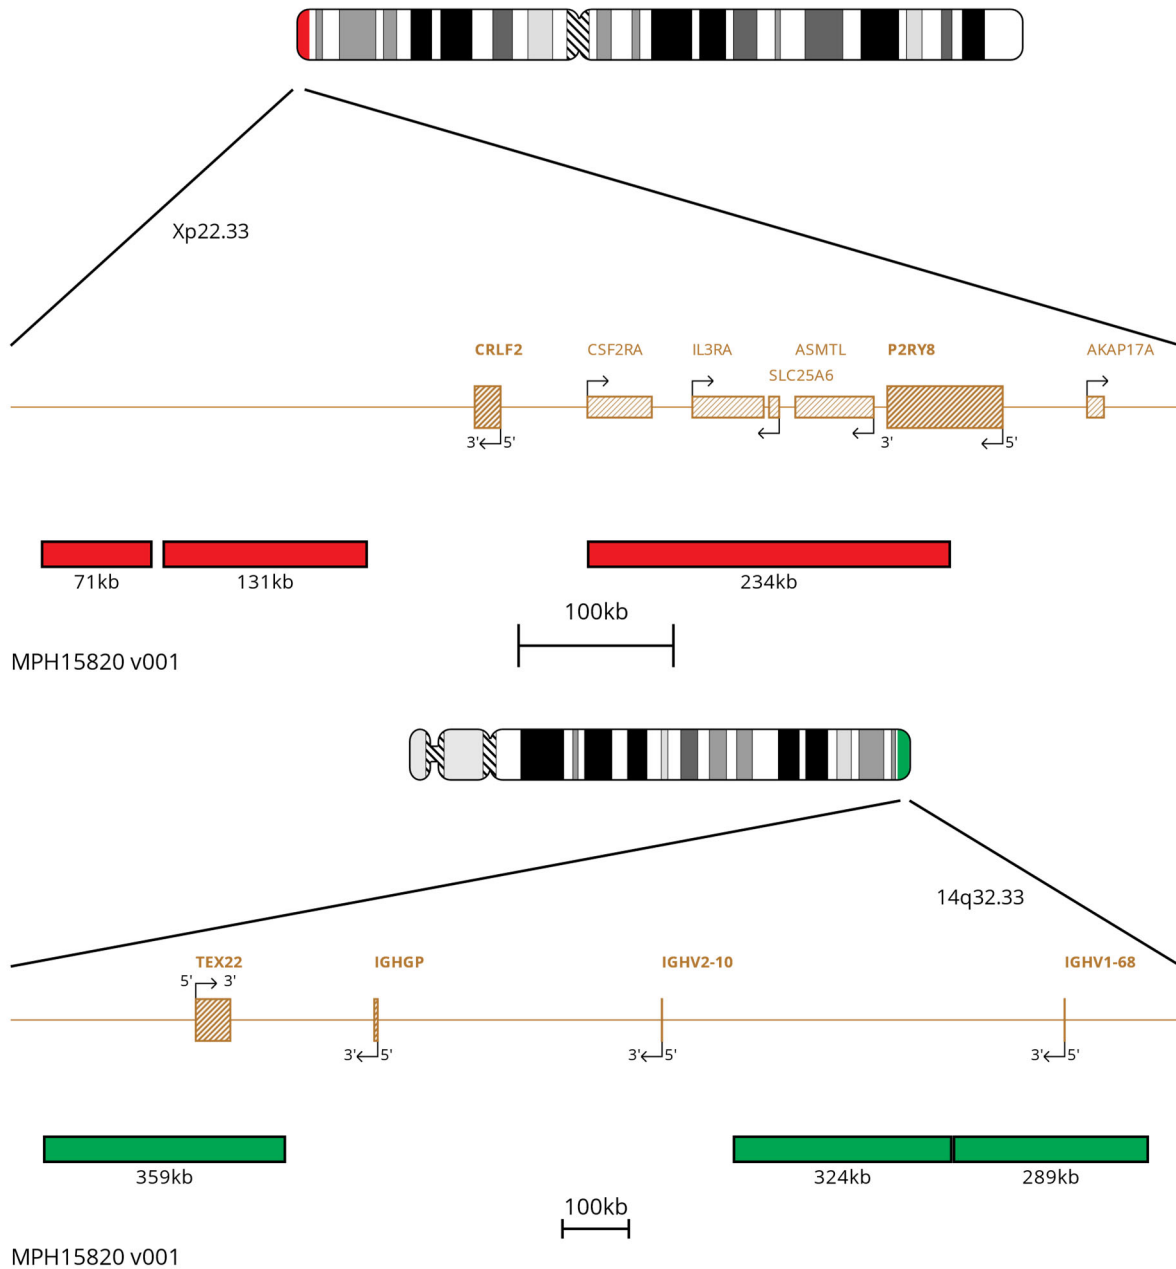 Xp22.33
CRLF2 CSF2RA IL3RA ASMTL P2RY8 AKAP17A
SLC25A6
3' 5' 3' 5'
71kb 131kb 234kb
100kb
MPH15820 v001
14q32.33
TEX22 IGHGP IGHV2-10 IGHV1-68
5' 3'
3' 5' 3' 5' 3' 5'
359kb 324kb 289kb
100kb
MPH15820 v001